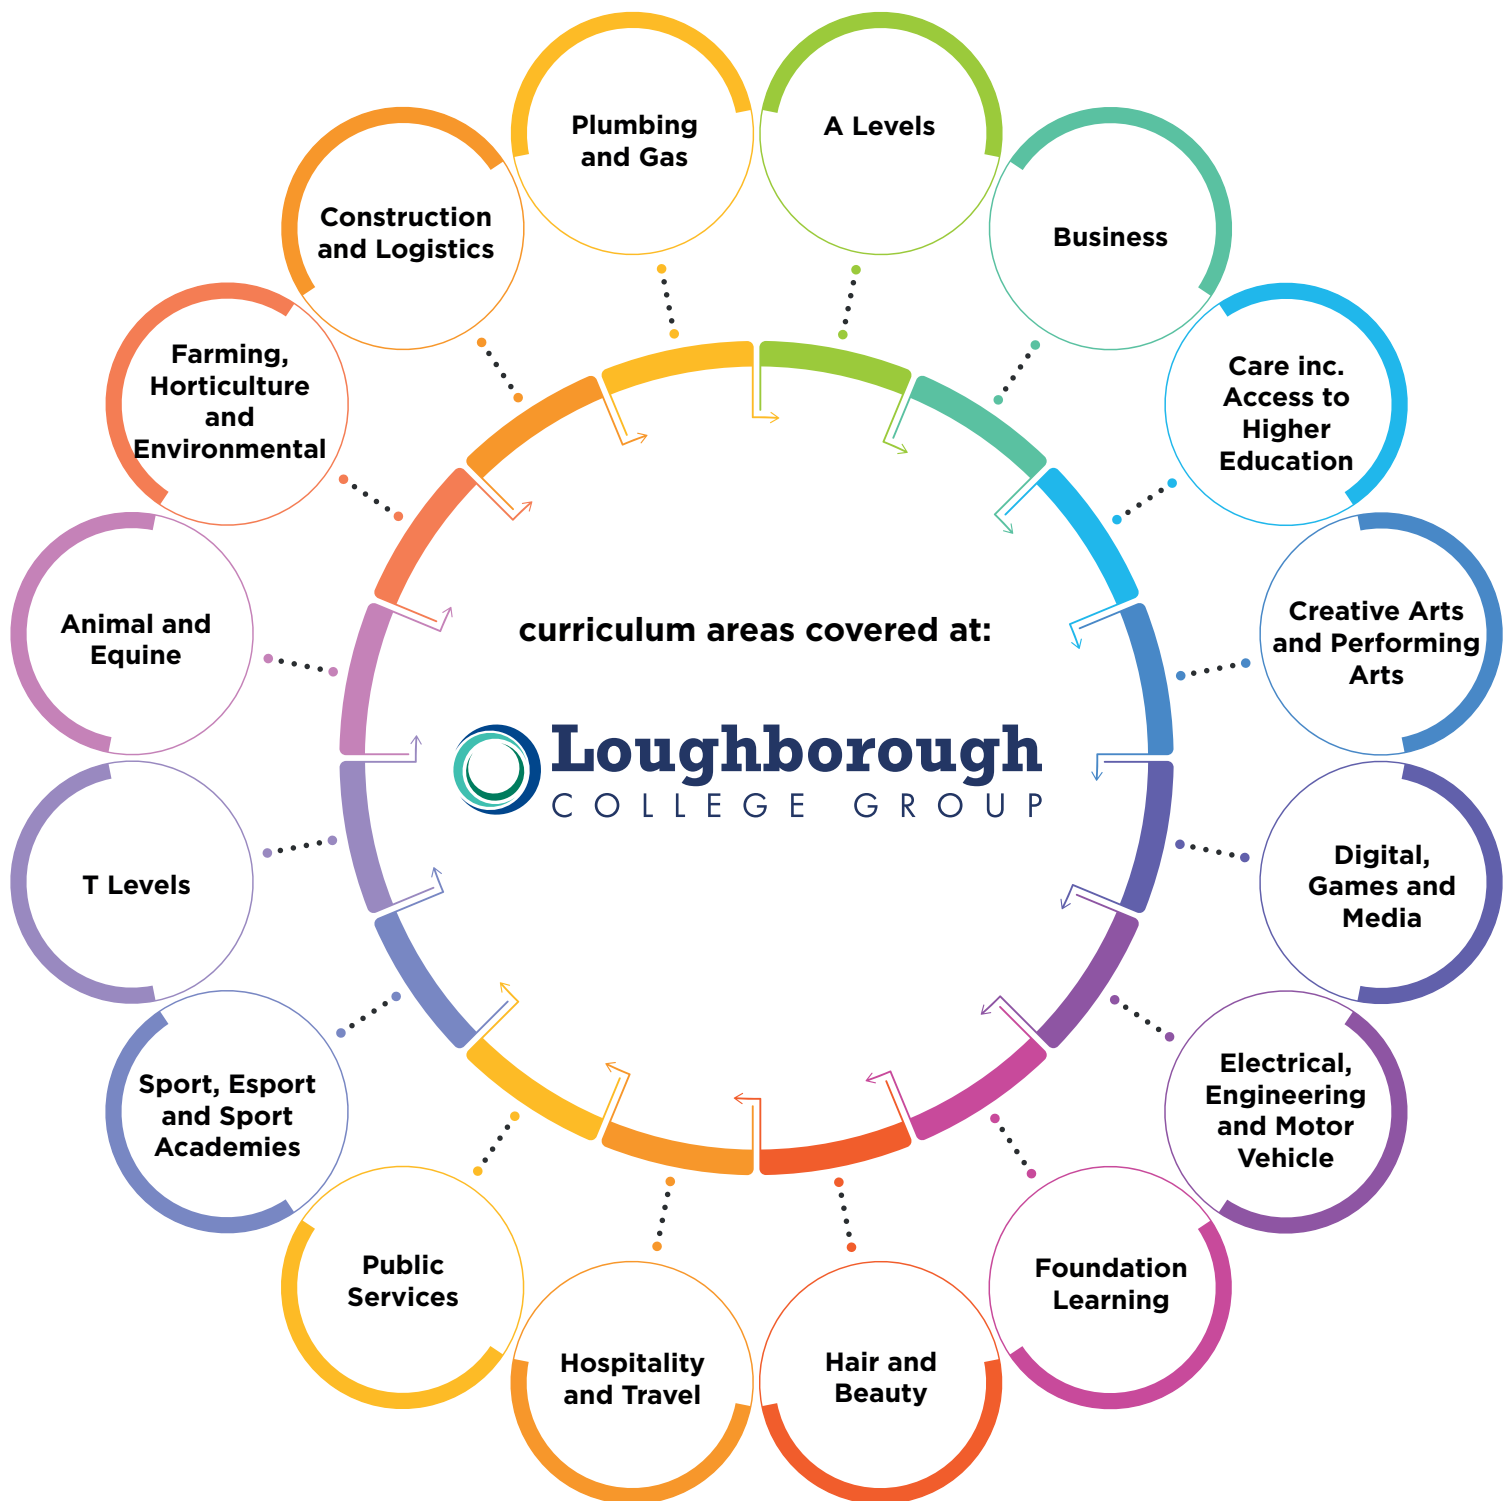 Plumbing
and Gas
A Levels
Business
Care inc.
Access to
Higher
Education
Creative Arts
and Performing
Arts
Digital,
Games and
Media
Electrical,
Engineering
and Motor
Vehicle
Foundation
Learning
Hair and
Beauty
Hospitality
and Travel
Public
Services
Sport, Esport
and Sport
Academies
T Levels
Animal and
Equine
Farming,
Horticulture
and
Environmental
Construction
and Logistics
curriculum areas covered at:
Loughborough
COLLEGE GROUP